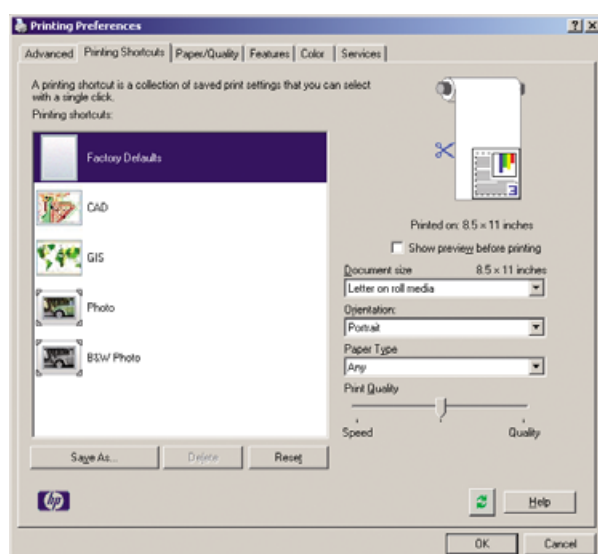 Printing Preferences
Advanced Printing Shortcuts Paper/Quality Features Color Services
A printing shortcut is a collection of saved print settings that you can select
with a single click.
Printing shortcuts:
Factory Defaults
CAD
GIS
Photo
B&W Photo
Save As...
Delete
Reset
3
Printed on: 8.5 × 11 inches
Show preview before printing
Document size 8.5 × 11 inches
Letter on roll media
Orientation:
Portrait
Paper Type
Any
Print Quality
Speed Quality
hp
Help
OK Cancel